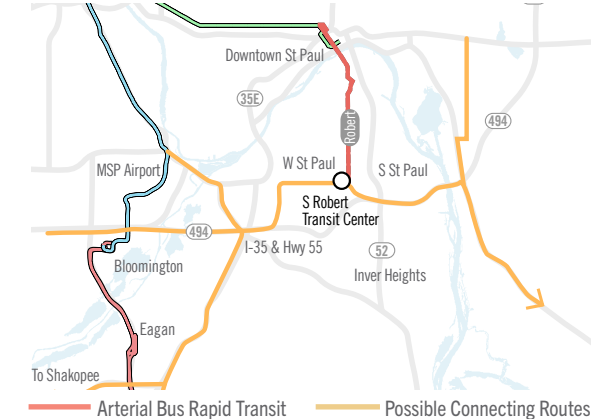 Downtown St Paul
35E
Robert
494
MSP Airport
W St Paul
S St Paul
S Robert
Transit Center
494
I-35 & Hwy 55
52
Bloomington
Inver Heights
Eagan
To Shakopee
Arterial Bus Rapid Transit
Possible Connecting Routes